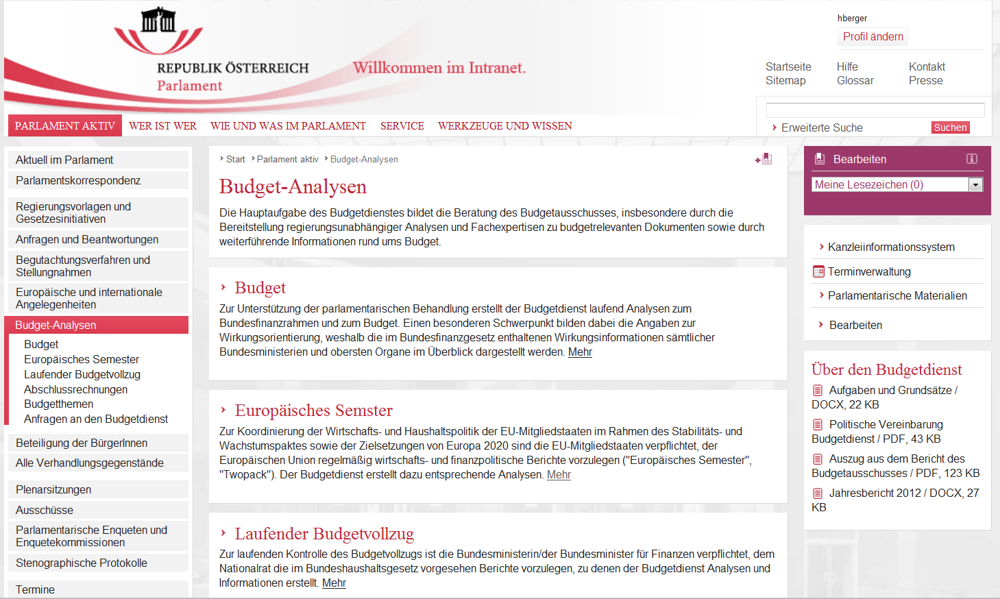 REPUBLIK ÖSTERREICH
Parlament
Willkommen im Intranet.
hberger
Profil ändern
Startseite Hilfe Kontakt
Sitemap Glossar Presse
Erweiterte Suche Suchen
PARLAMENT AKTIV WER IST WER WIE UND WAS IM PARLAMENT SERVICE WERKZEUGE UND WISSEN
Aktuell im Parlament
Parlamentskorrespondenz
Regierungsvorlagen und
Gesetzesinitiativen
Anfragen und Beantwortungen
Begutachtungsverfahren und
Stellungnahmen
Europäische und internationale
Angelegenheiten
Budget-Analysen
Budget
Europäisches Semester
Laufender Budgetvollzug
Abschlussrechnungen
Budgetthemen
Anfragen an den Budgetdienst
Beteiligung der BürgerInnen
Alle Verhandlungsgegenstände
Plenarsitzungen
Ausschüsse
Parlamentarische Enqueten und
Enquetekommissionen
Stenographische Protokolle
Termine
Start Parlament aktiv Budget-Analysen
Budget-Analysen
Die Hauptaufgabe des Budgetdienstes bildet die Beratung des Budgetausschusses, insbesondere durch die
Bereitstellung regierungsunabhängiger Analysen und Fachexpertisen zu budgetrelevanten Dokumenten sowie durch
weiterführende Informationen rund ums Budget.
Budget
Zur Unterstützung der parlamentarischen Behandlung erstellt der Budgetdienst laufend Analysen zum
Bundesfinanzrahmen und zum Budget. Einen besonderen Schwerpunkt bilden dabei die Angaben zur
Wirkungsorientierung, weshalb die im Bundesfinanzgesetz enthaltenen Wirkungsinformationen sämtlicher
Bundesministerien und obersten Organe im Überblick dargestellt werden. Mehr
Europäisches Semster
Zur Koordinierung der Wirtschafts- und Haushaltspolitik der EU-Mitgliedstaaten im Rahmen des Stabilitäts- und
Wachstumspaktes sowie der Zielsetzungen von Europa 2020 sind die EU-Mitgliedstaaten verpflichtet, der
Europäischen Union regelmäßig wirtschafts- und finanzpolitische Berichte vorzulegen ("Europäisches Semester",
"Twopack"). Der Budgetdienst erstellt dazu entsprechende Analysen. Mehr
Laufender Budgetvollzug
Zur laufenden Kontrolle des Budgetvollzugs ist die Bundesministerin/der Bundesminister für Finanzen verpflichtet, dem
Nationalrat die im Bundeshaushaltsgesetz vorgesehen Berichte vorzulegen, zu denen der Budgetdienst Analysen und
Informationen erstellt. Mehr
Bearbeiten
Meine Lesezeichen (0)
Kanzleiinformationssystem
Terminverwaltung
Parlamentarische Materialien
Bearbeiten
Über den Budgetdienst
Aufgaben und Grundsätze /
DOCX, 22 KB
Politische Vereinbarung
Budgetdienst / PDF, 43 KB
Auszug aus dem Bericht des
Budgetausschusses / PDF, 123 KB
Jahresbericht 2012 / DOCX, 27
KB